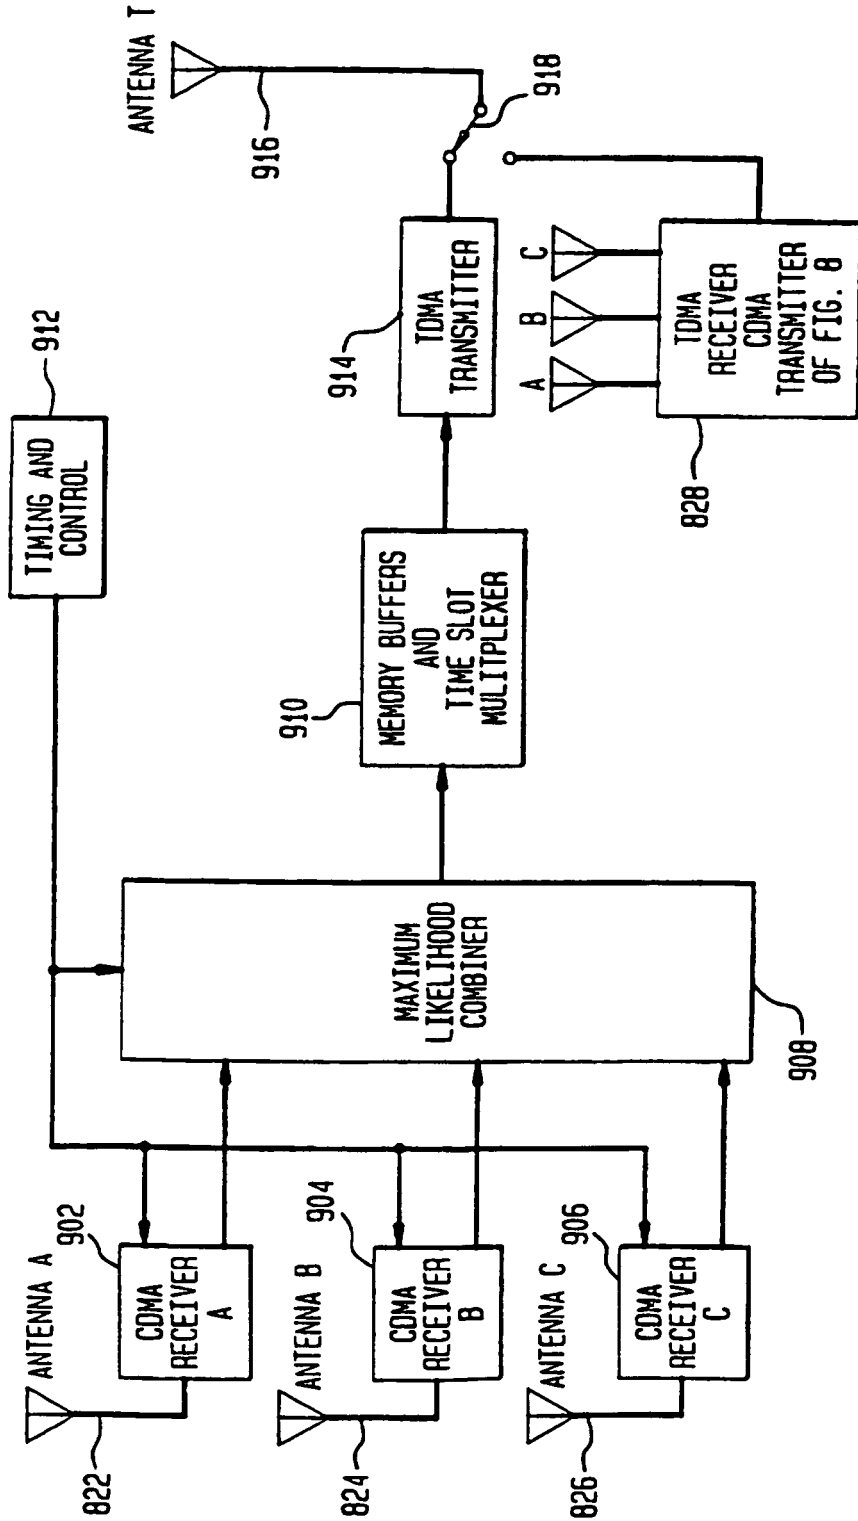 ANTENNA A
822
902
CDMA
RECEIVER
A
ANTENNA B
824
904
CDMA
RECEIVER
B
ANTENNA C
826
906
CDMA
RECEIVER
C
MAXIMUM
LIKELIHOOD
COMBINER
908
TIMING AND
CONTROL
912
910
MEMORY BUFFERS
AND
TIME SLOT
MULITPLEXER
914
TDMA
TRANSMITTER
ANTENNA T
916
918
A
B
C
TDMA
RECEIVER
CDMA
TRANSMITTER
OF FIG. 8
828